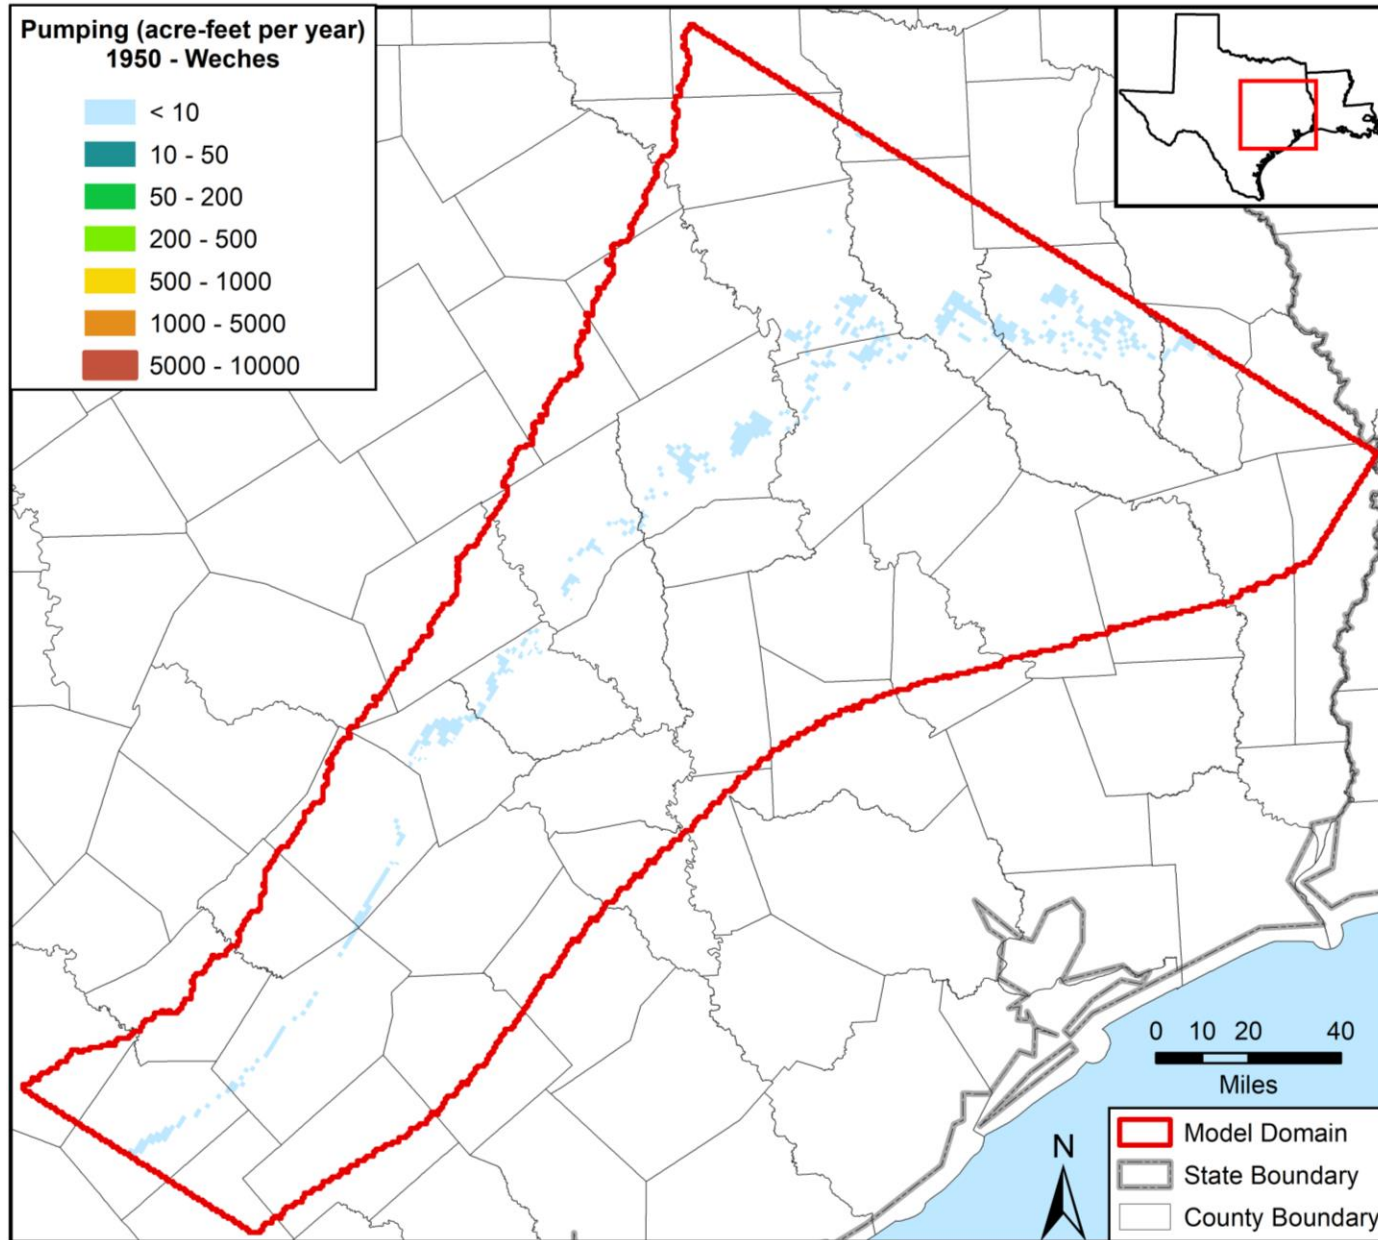 Pumping (acre-feet per year)
1950 - Weches
< 10
10 - 50
50 - 200
200 - 500
500 - 1000
1000 - 5000
5000 - 10000
0 10 20 40
Miles
N
Model Domain
State Boundary
County Boundary